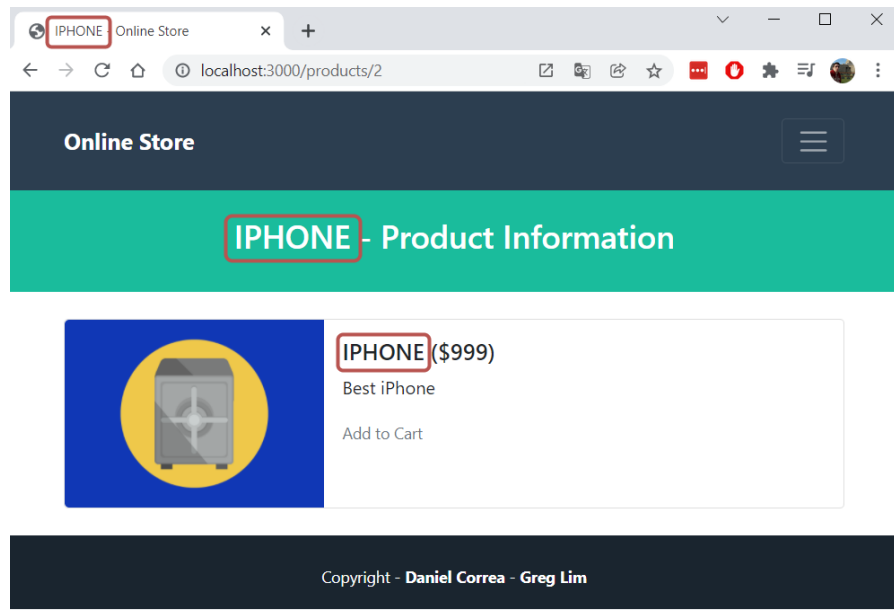 IPHONE - Online Store
localhost:3000/products/2
Online Store
IPHONE - Product Information
IPHONE ($999)
Best iPhone
Add to Cart
Copyright - Daniel Correa - Greg Lim